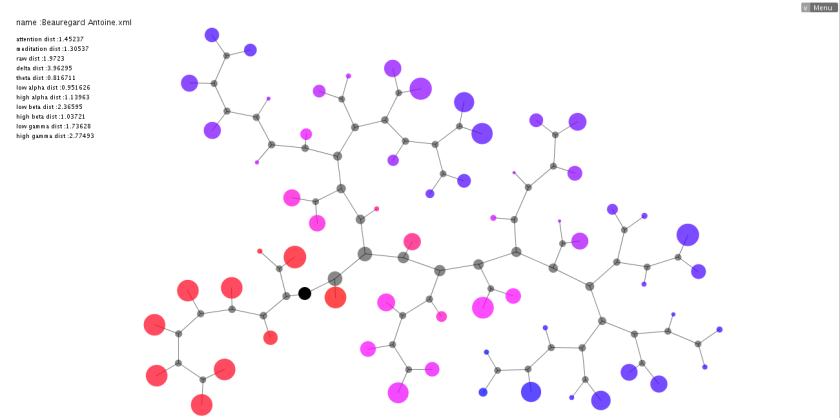 name :Beauregard Antoine.xml
v Menu
attention dist :1.45237
meditation dist :1.30537
raw dist :1.9723
delta dist :3.96295
theta dist :0.816711
low alpha dist :0.951626
high alpha dist :1.13963
low beta dist :2.36595
high beta dist :1.03721
low gamma dist :1.73628
high gamma dist :2.77493